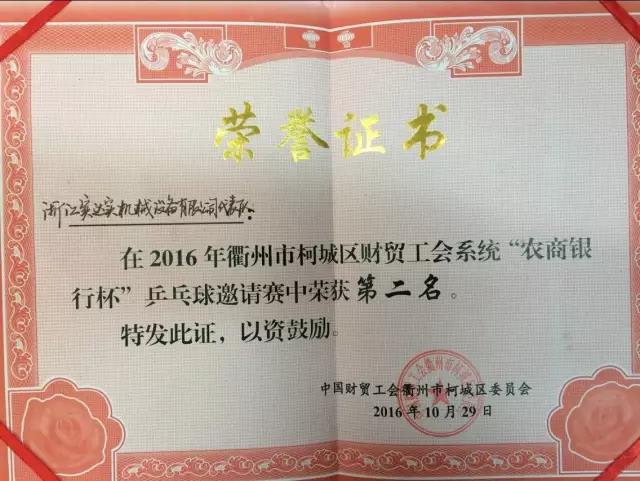 荣誉证书
浙江实达实机械设备有限公司代表队：
在2016年衢州市柯城区财贸工会系统“农商银
行杯”乒乓球邀请赛中荣获第二名。
特发此证，以资鼓励。
中国财贸工会衢州市柯城区委员会
2016年10月29日